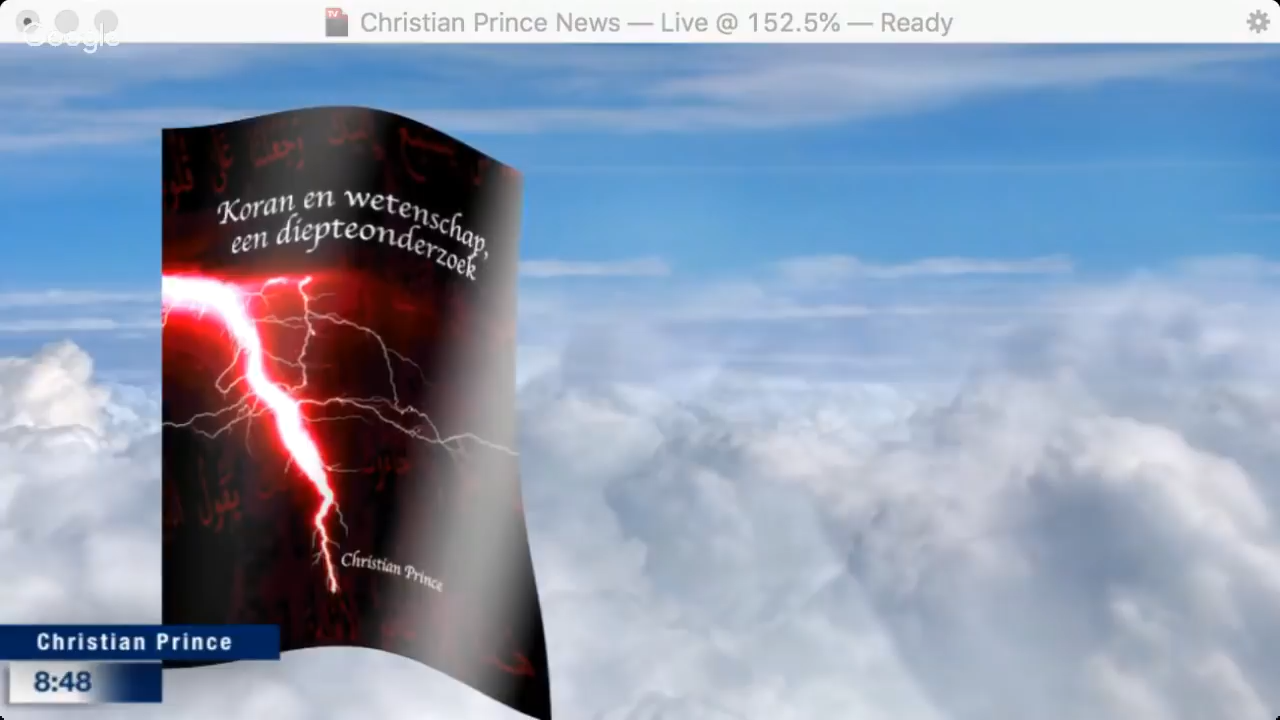 Christian Prince News — Live @ 152.5% — Ready
Google
Koran en wetenschap,
een diepteonderzoek
Christian Prince
Christian Prince
8:48